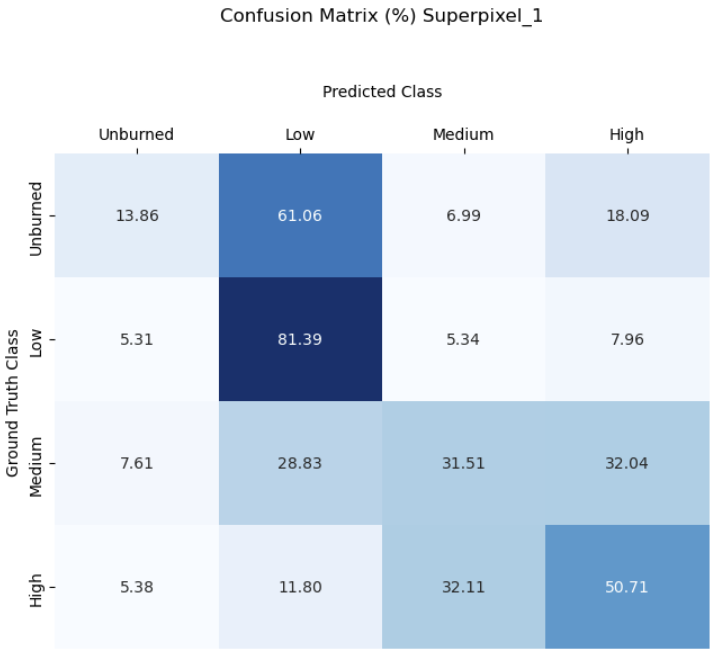 Confusion Matrix (%) Superpixel_1
Predicted Class
Unburned Low Medium High
Ground Truth Class
Unburned 13.86 61.06 6.99 18.09
Low 5.31 81.39 5.34 7.96
Medium 7.61 28.83 31.51 32.04
High 5.38 11.80 32.11 50.71